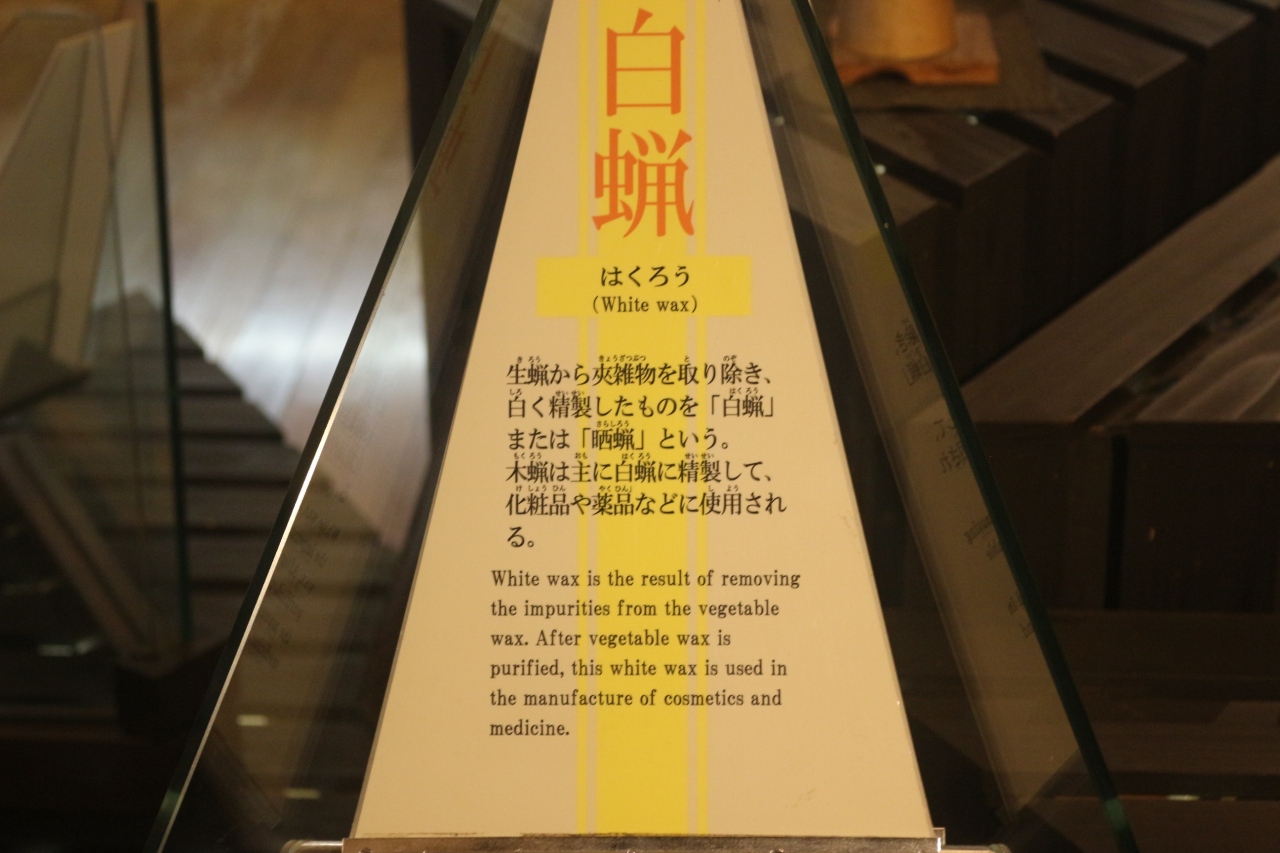 白蝋
はくろう
(White wax)
生蝋から夾雑物を取り除き、
白く精製したものを「白蝋」
または「晒蝋」という。
木蝋は主に白蝋に精製して、
化粧品や薬品などに使用され
る。
White wax is the result of removing
the impurities from the vegetable
wax. After vegetable wax is
purified, this white wax is used in
the manufacture of cosmetics and
medicine.